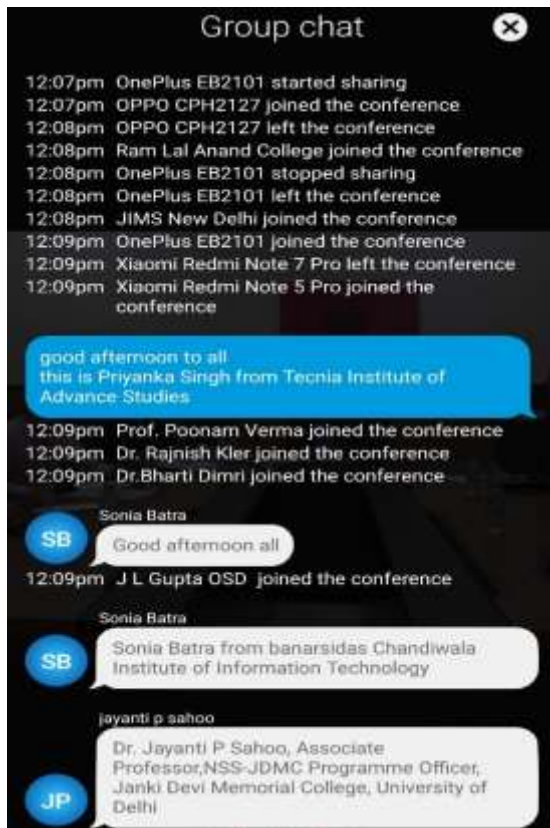 Group chat
12:07pm OnePlus EB2101 started sharing
12:07pm OPPO CPH2127 joined the conference
12:08pm OPPO CPH2127 left the conference
12:08pm Ram Lal Anand College joined the conference
12:08pm OnePlus EB2101 stopped sharing
12:08pm OnePlus EB2101 left the conference
12:08pm JIMS New Delhi joined the conference
12:09pm OnePlus EB2101 joined the conference
12:09pm Xiaomi Redmi Note 7 Pro left the conference
12:09pm Xiaomi Redmi Note 5 Pro joined the
conference
good afternoon to all
this is Priyanka Singh from Tecnia Institute of
Advance Studies
12:09pm Prof. Poonam Verma joined the conference
12:09pm Dr. Rajnish Kler joined the conference
12:09pm Dr.Bharti Dimri joined the conference
Sonia Batra
SB
Good afternoon all
12:09pm J L Gupta OSD joined the conference
Sonia Batra
SB
Sonia Batra from banarsidas Chandiwala
Institute of Information Technology
jayanti p sahoo
Dr. Jayanti P Sahoo, Associate
Professor,NSS-JDMC Programme Officer,
Janki Devi Memorial College, University of
Delhi
JP